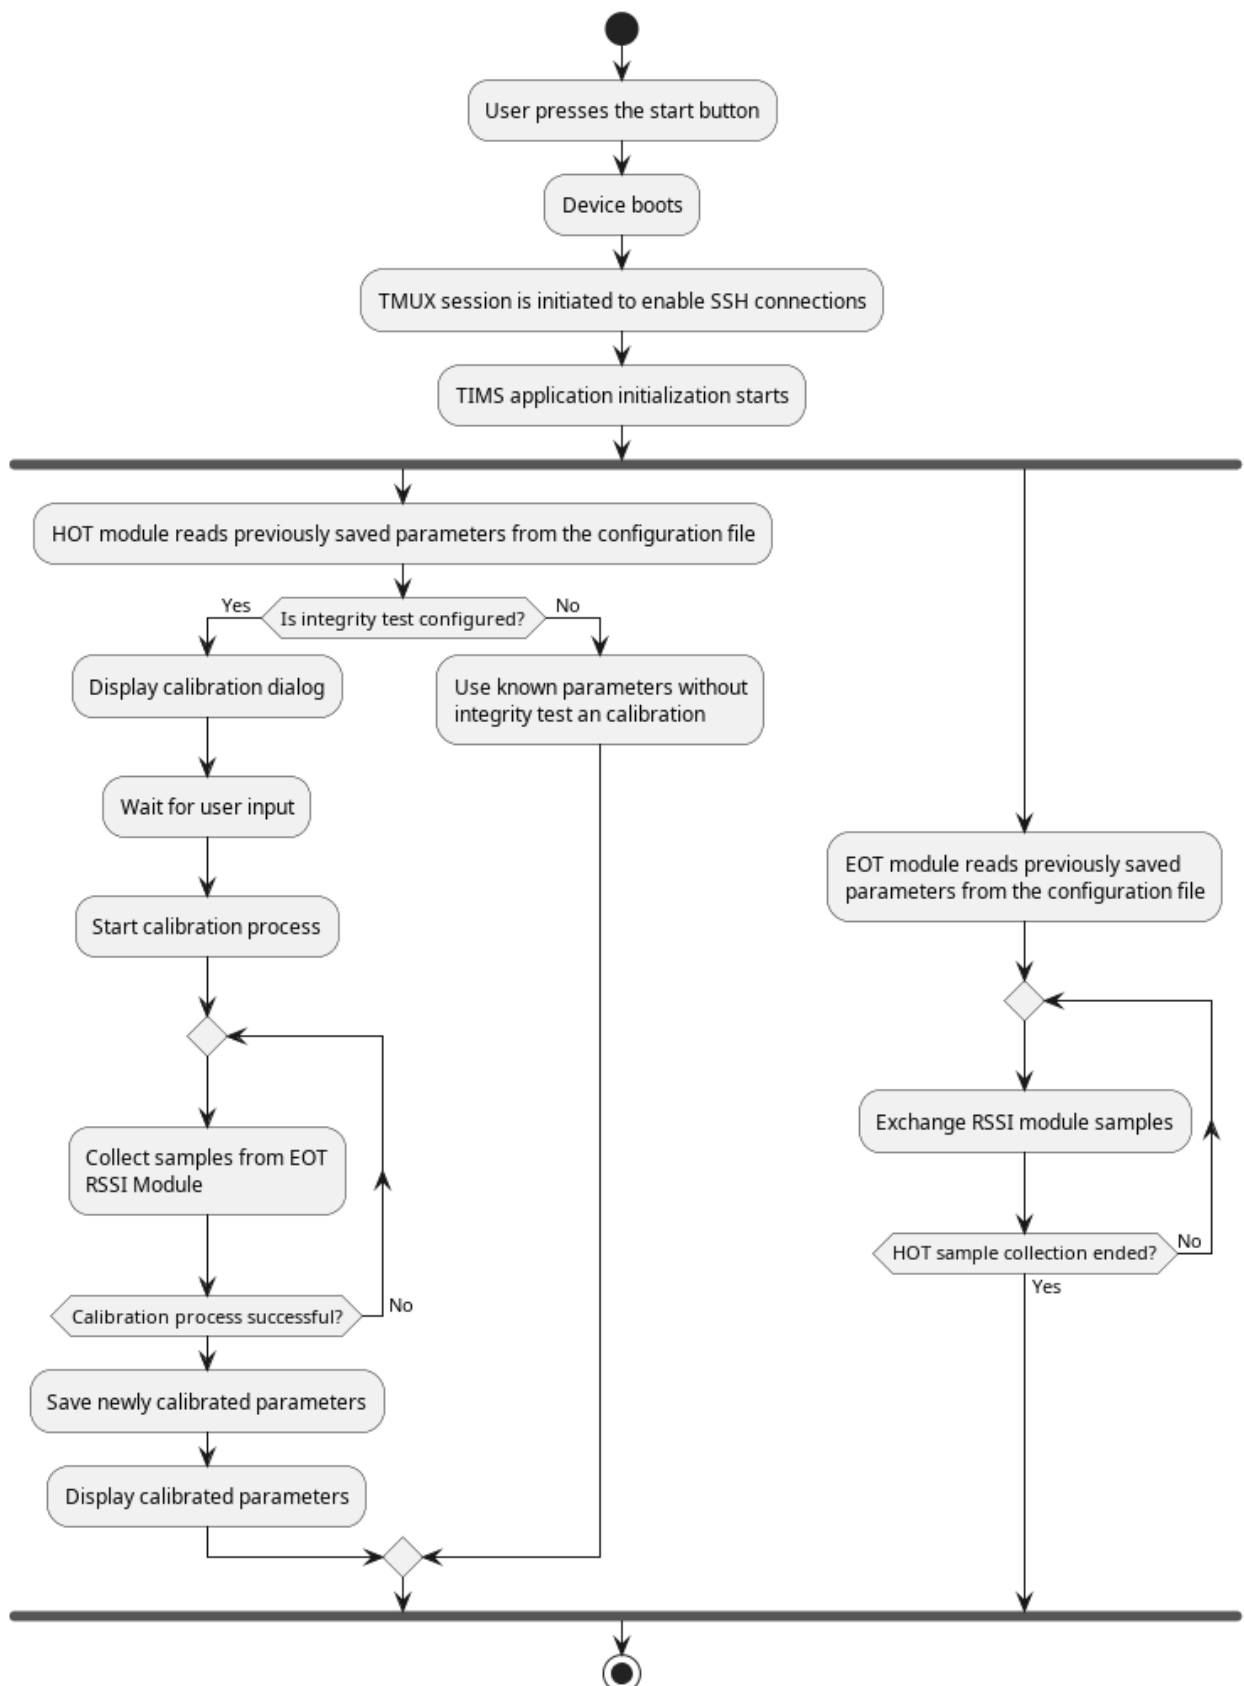 User presses the start button
Device boots
TMUX session is initiated to enable SSH connections
TIMS application initialization starts
HOT module reads previously saved parameters from the configuration file
Is integrity test configured?
Yes
No
Display calibration dialog
Wait for user input
Start calibration process
Collect samples from EOT
RSSI Module
Calibration process successful?
No
Save newly calibrated parameters
Display calibrated parameters
Use known parameters without
integrity test an calibration
EOT module reads previously saved
parameters from the configuration file
Exchange RSSI module samples
HOT sample collection ended?
No
Yes